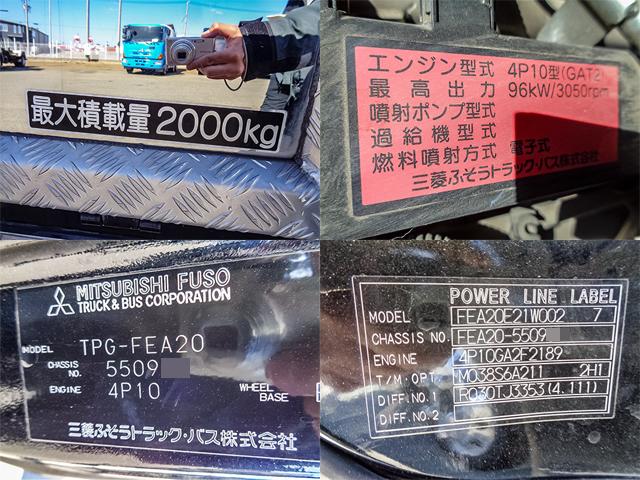 最大積載量 2000kg
エンジン型式 4P10型(GAT2)
最高出力 96kW/3050rpm
噴射ポンプ型式
過給機型式
燃料噴射方式 電子式
三菱ふそうトラック・バス株式会社
MITSUBISHI FUSO
TRUCK & BUS CORPORATION
MODEL TPG-FEA20
CHASSIS NO. 5509
ENGINE 4P10
WHEEL BASE
三菱ふそうトラック・バス株式会社
POWER LINE LABEL
MODEL FEA20E21W002 7
CHASSIS NO. FEA20-5509
ENGINE 4P10GA2F2189
T/M:OPT. M038S6A211 2H1
DIFF.NO.1 R030TJ3353(4.111)
DIFF.NO.2